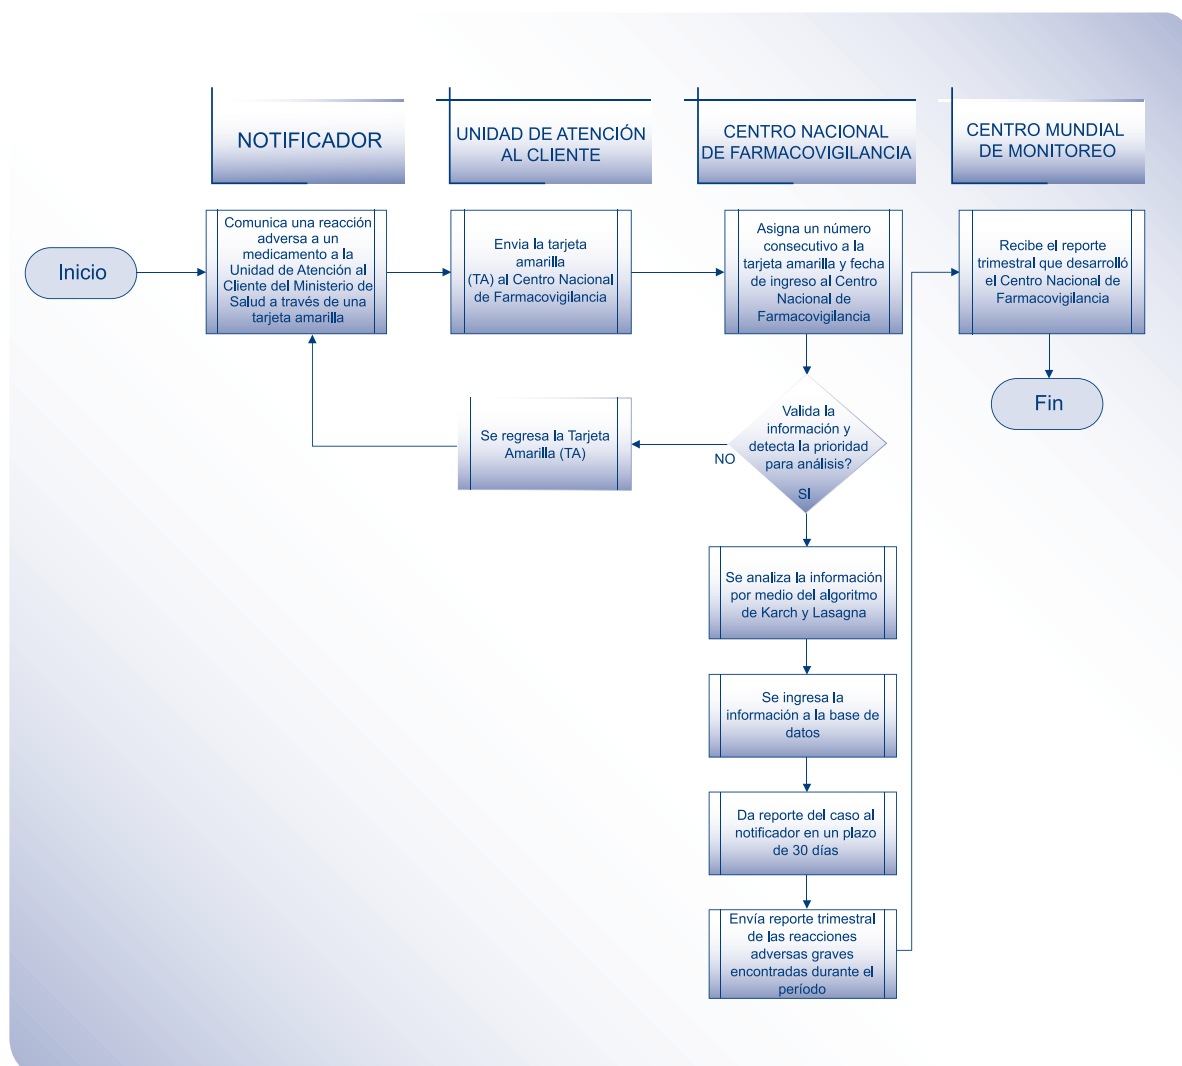 NOTIFICADOR
UNIDAD DE ATENCIÓN
AL CLIENTE
CENTRO NACIONAL
DE FARMACOVIGILANCIA
CENTRO MUNDIAL
DE MONITOREO
Inicio
Comunica una reacción
adversa a un
medicamento a la
Unidad de Atención al
Cliente del Ministerio de
Salud a través de una
tarjeta amarilla
Envia la tarjeta
amarilla
(TA) al Centro Nacional
de Farmacovigilancia
Asigna un número
consecutivo a la
tarjeta amarilla y fecha
de ingreso al Centro
Nacional de
Farmacovigilancia
Recibe el reporte
trimestral que desarrolló
el Centro Nacional de
Farmacovigilancia
Fin
Valida la
información y
detecta la prioridad
para análisis?
NO
SI
Se regresa la Tarjeta
Amarilla (TA)
Se analiza la información
por medio del algoritmo
de Karch y Lasagna
Se ingresa la
información a la base de
datos
Da reporte del caso al
notificador en un plazo
de 30 días
Envía reporte trimestral
de las reacciones
adversas graves
encontradas durante el
período